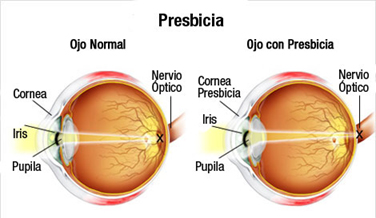 Presbicia
Ojo Normal
Cornea
Iris
Pupila
Nervio
Óptico
X
Ojo con Presbicia
Cornea
Presbicia
Iris
Pupila
Nervio
Óptico
X